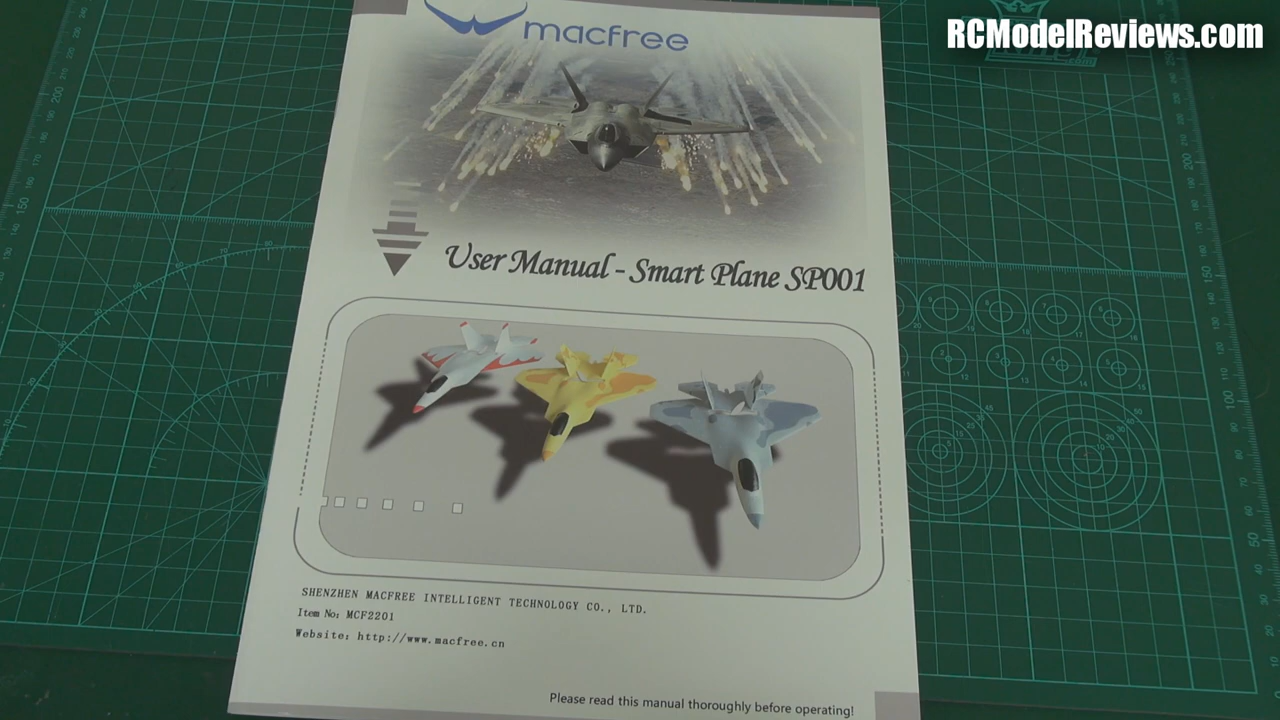 RCModelReviews.com
macfree
User Manual - Smart Plane SP001
SHENZHEN MACFREE INTELLIGENT TECHNOLOGY CO., LTD.
Item No: MCF2201
Website: http://www.macfree.cn
Please read this manual thoroughly before operating!